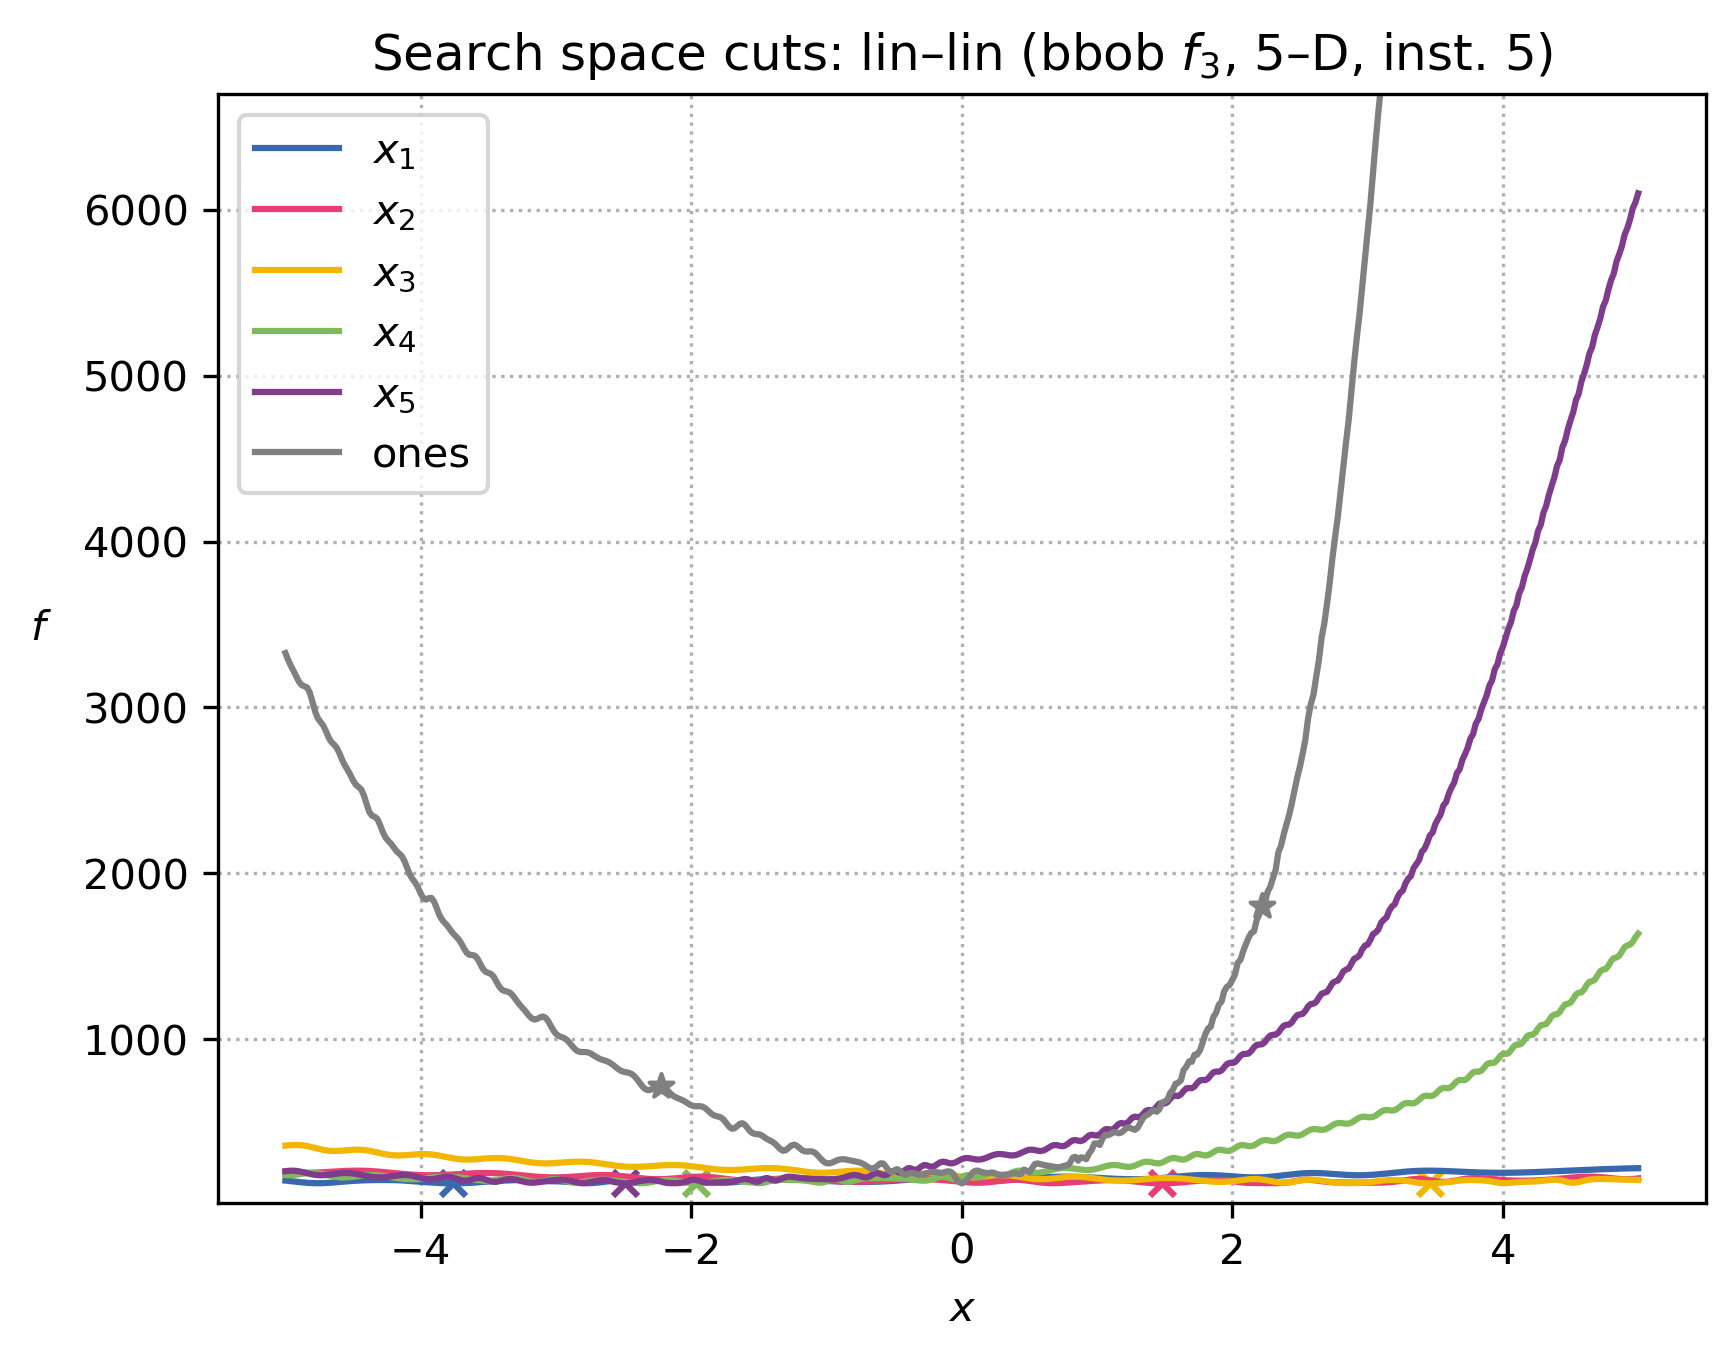 Search space cuts: lin–lin (bbob f₃, 5–D, inst. 5)
x₁
x₂
x₃
x₄
x₅
ones
6000
5000
4000
3000
2000
1000
f
−4 −2 0 2 4
x